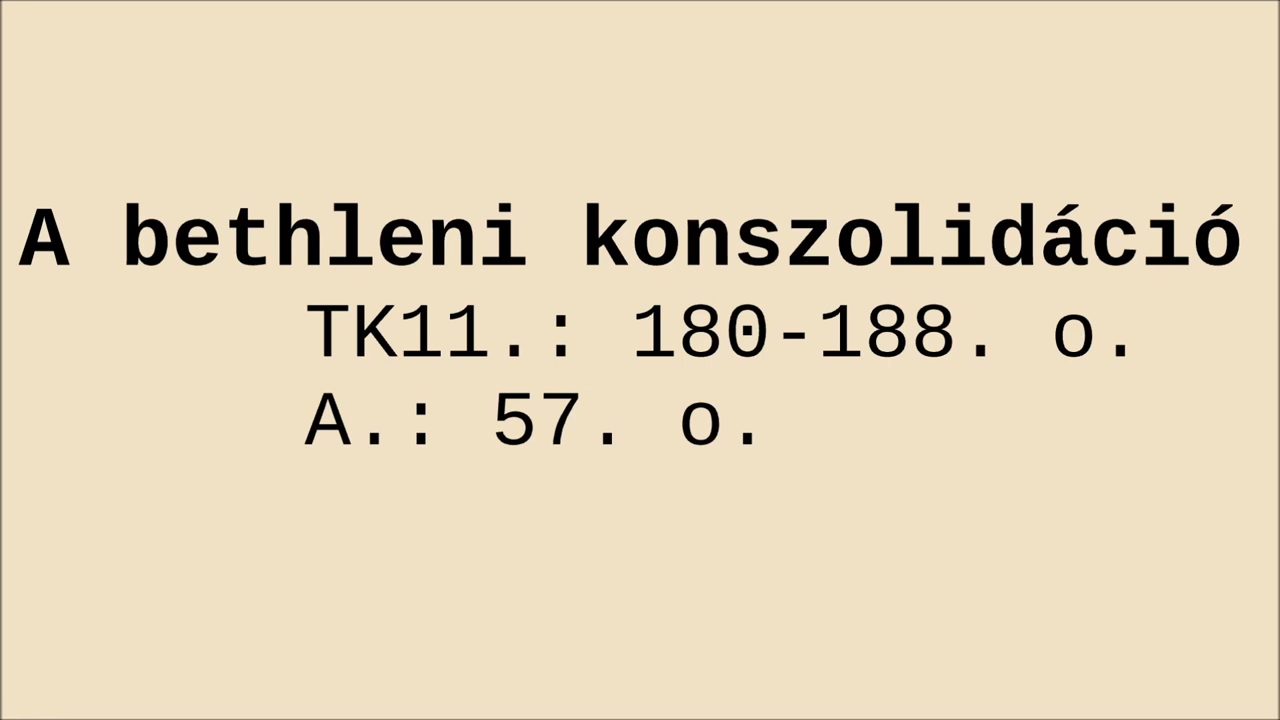 A bethleni konszolidáció
TK11.: 180-188. o.
A.: 57. o.